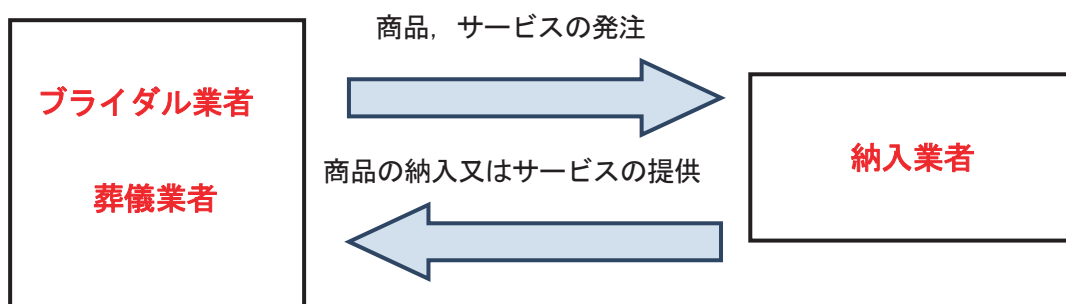 商品，サービスの発注
ブライダル業者
葬儀業者
商品の納入又はサービスの提供
納入業者